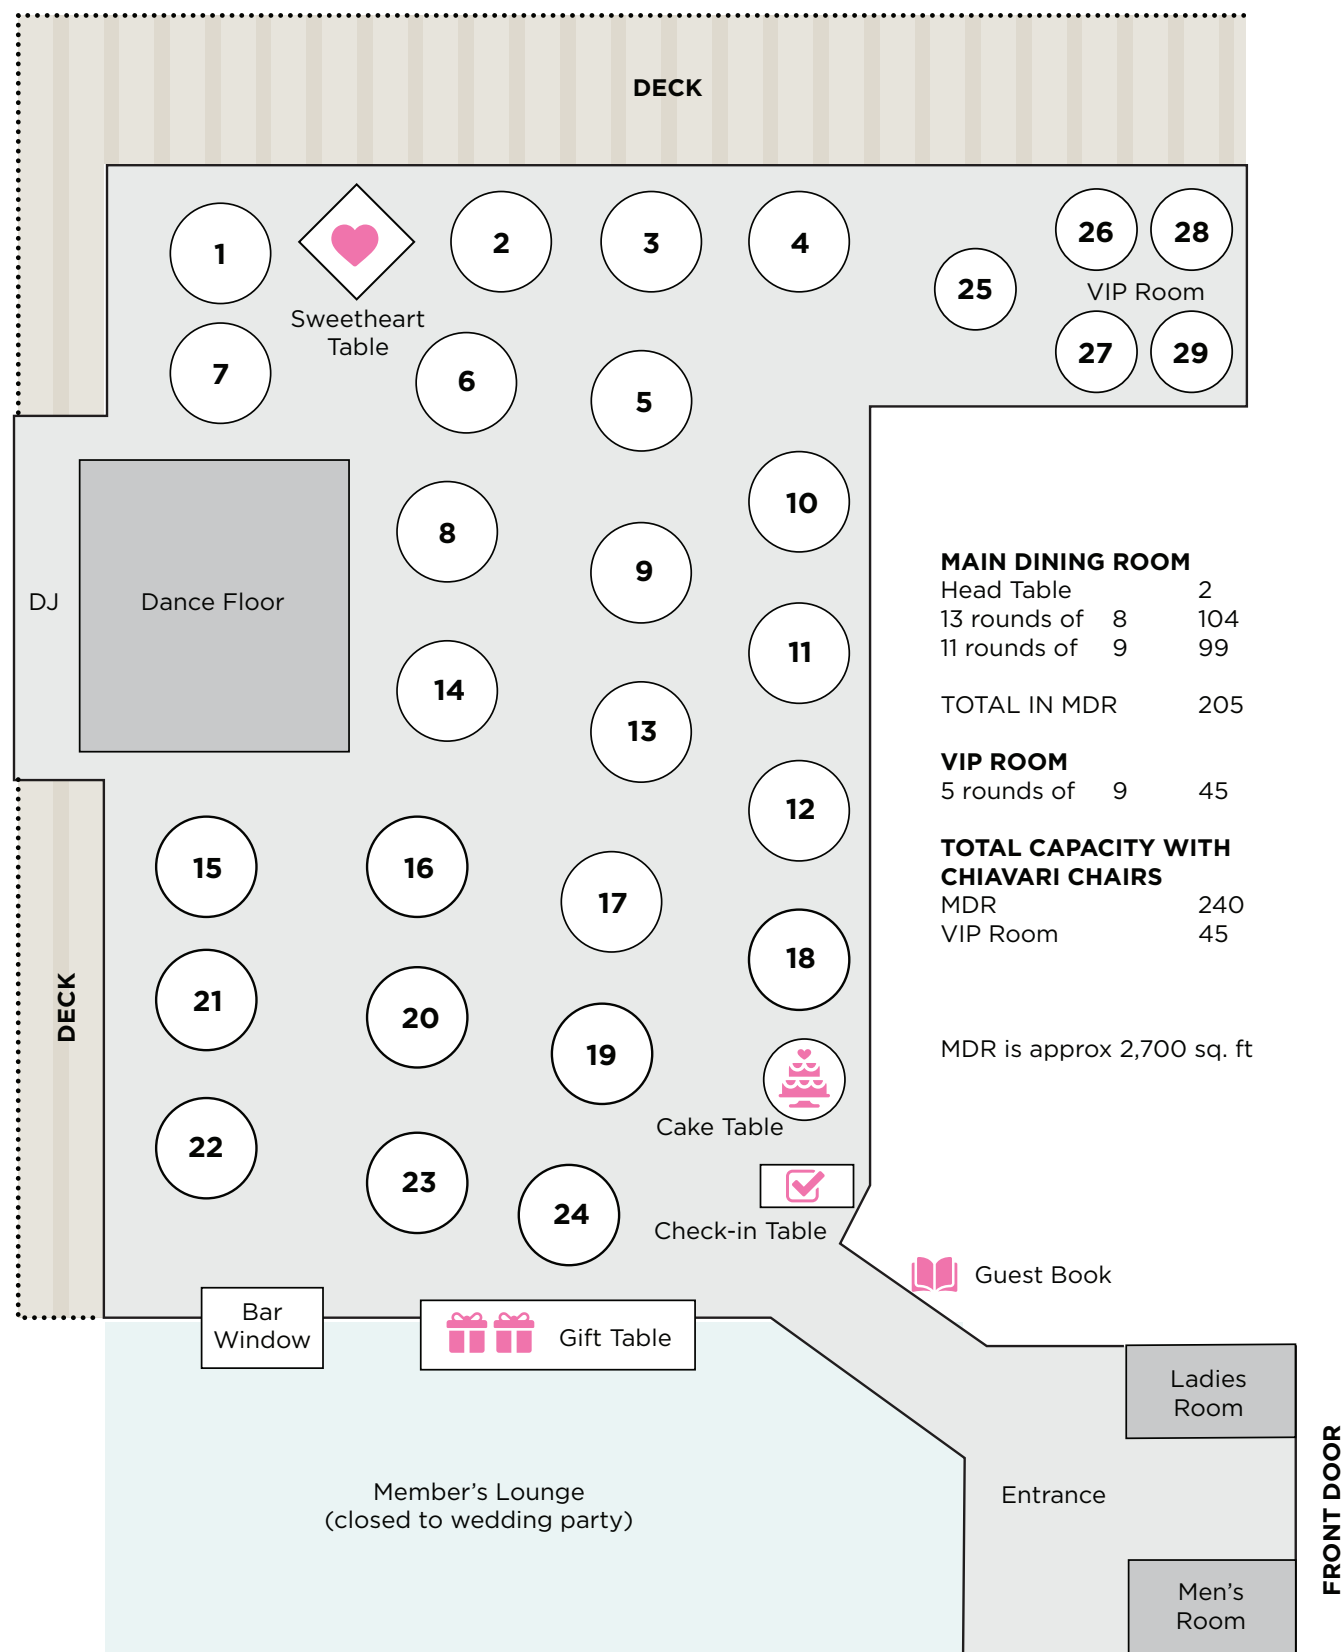 DECK
1
2
3
4
26
28
25
VIP Room
27
29
Sweetheart
Table
7
6
5
8
10
9
DJ
Dance Floor
11
14
13
12
15
16
17
18
21
20
19
DECK
22
23
24
Cake Table
Check-in Table
Guest Book
MAIN DINING ROOM
Head Table 2
13 rounds of 8 104
11 rounds of 9 99
TOTAL IN MDR 205
VIP ROOM
5 rounds of 9 45
TOTAL CAPACITY WITH
CHIAVARI CHAIRS
MDR 240
VIP Room 45
MDR is approx 2,700 sq. ft
Bar
Window
Gift Table
Member's Lounge
(closed to wedding party)
Entrance
Ladies
Room
Men's
Room
FRONT DOOR